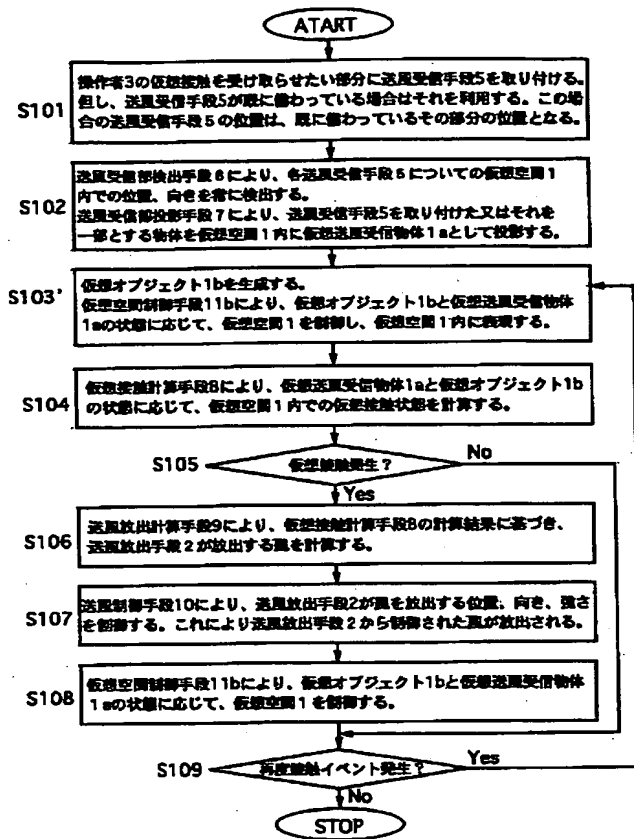 ATART
S101
操作者3の仮想接触を受け取らせたい部分に送風受信手段5を取り付ける。
但し、送風受信手段5が既に備わっている場合はそれを利用する。この場
合の送風受信手段5の位置は、既に備わっているその部分の位置となる。
S102
送風受信部検出手段6により、各送風受信手段5についての仮想空間1
内での位置、向きを常に検出する。
送風受信部投影手段7により、送風受信手段5を取り付けた又はそれを
一部とする物体を仮想空間1内に仮想送風受信物体1aとして投影する。
S103'
仮想オブジェクト1bを生成する。
仮想空間制御手段11bにより、仮想オブジェクト1bと仮想送風受信物体
1aの状態に応じて、仮想空間1を制御し、仮想空間1内に表現する。
S104
仮想接触計算手段8により、仮想送風受信物体1aと仮想オブジェクト1b
の状態に応じて、仮想空間1内での仮想接触状態を計算する。
S105
仮想接触発生?
No
Yes
S106
送風放出計算手段9により、仮想接触計算手段8の計算結果に基づき、
送風放出手段2が放出する風を計算する。
S107
送風制御手段10により、送風放出手段2が風を放出する位置、向き、強さ
を制御する。これにより送風放出手段2から制御された風が放出される。
S108
仮想空間制御手段11bにより、仮想オブジェクト1bと仮想送風受信物体
1aの状態に応じて、仮想空間1を制御する。
S109
再度接触イベント発生?
Yes
No
STOP